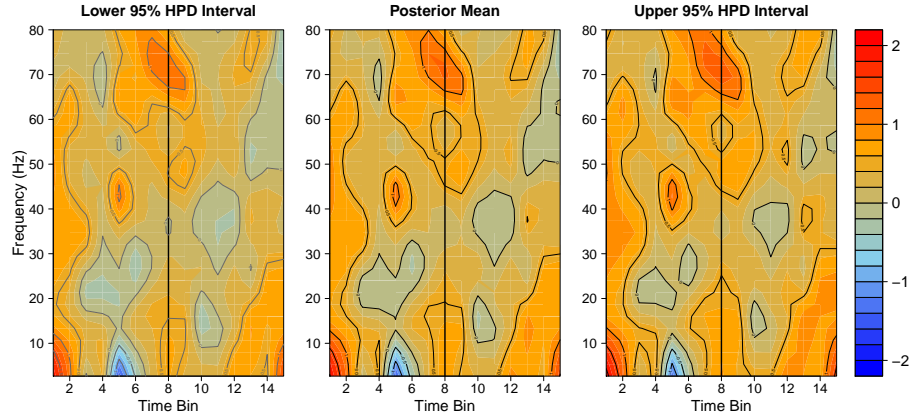 Lower 95% HPD Interval
Posterior Mean
Upper 95% HPD Interval
Frequency (Hz)
80
70
60
50
40
30
20
10
2 4 6 8 10 12 14
Time Bin
80
70
60
50
40
30
20
10
2 4 6 8 10 12 14
Time Bin
80
70
60
50
40
30
20
10
2 4 6 8 10 12 14
Time Bin
2
1
0
−1
−2